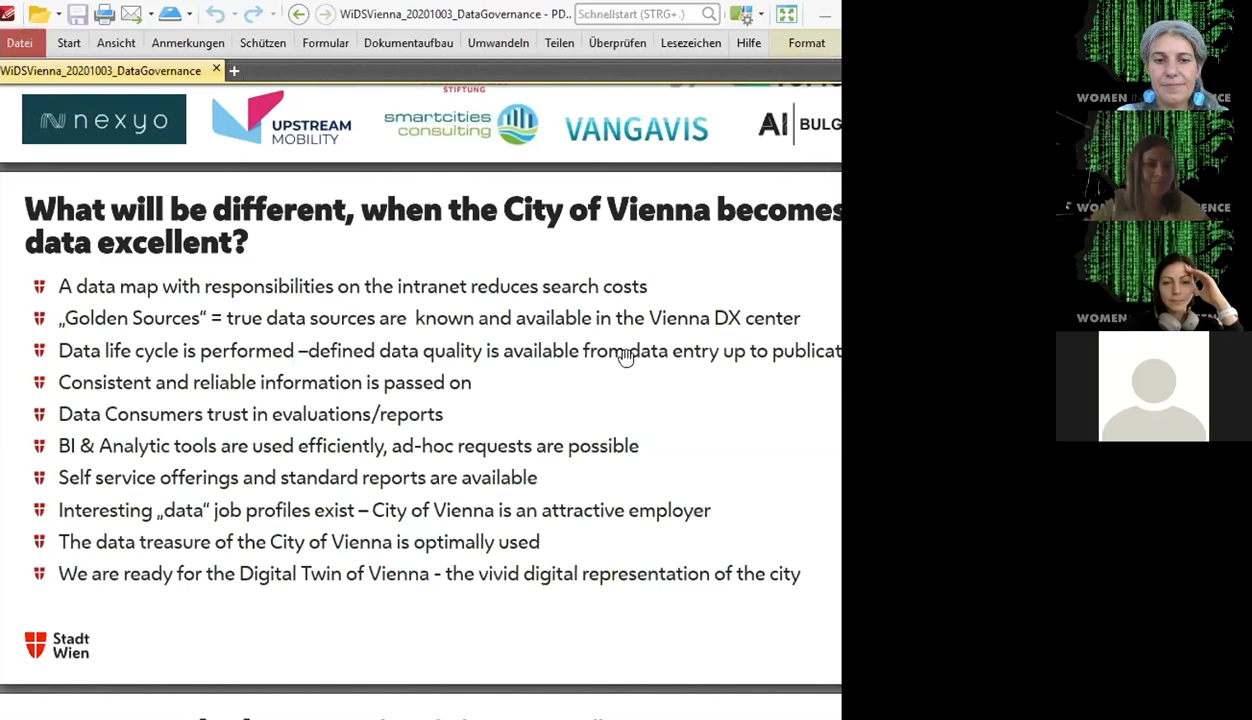 WiDSVienna_20201003_DataGovernance - PD..
Schnellstart (STRG+.)
Datei Start Ansicht Anmerkungen Schützen Formular Dokumentaufbau Umwandeln Teilen Überprüfen Lesezeichen Hilfe Format
WiDSVienna_20201003_DataGovernance
STIFTUNG
nexyo
UPSTREAM
MOBILITY
smartcities
consulting
VANGAVIS
AI BULG
What will be different, when the City of Vienna becomes
data excellent?
A data map with responsibilities on the intranet reduces search costs
„Golden Sources“ = true data sources are known and available in the Vienna DX center
Data life cycle is performed –defined data quality is available from data entry up to publicat
Consistent and reliable information is passed on
Data Consumers trust in evaluations/reports
BI & Analytic tools are used efficiently, ad-hoc requests are possible
Self service offerings and standard reports are available
Interesting „data“ job profiles exist – City of Vienna is an attractive employer
The data treasure of the City of Vienna is optimally used
We are ready for the Digital Twin of Vienna - the vivid digital representation of the city
Stadt
Wien
WOMEN IENCE
WO ENCE
WOMEN